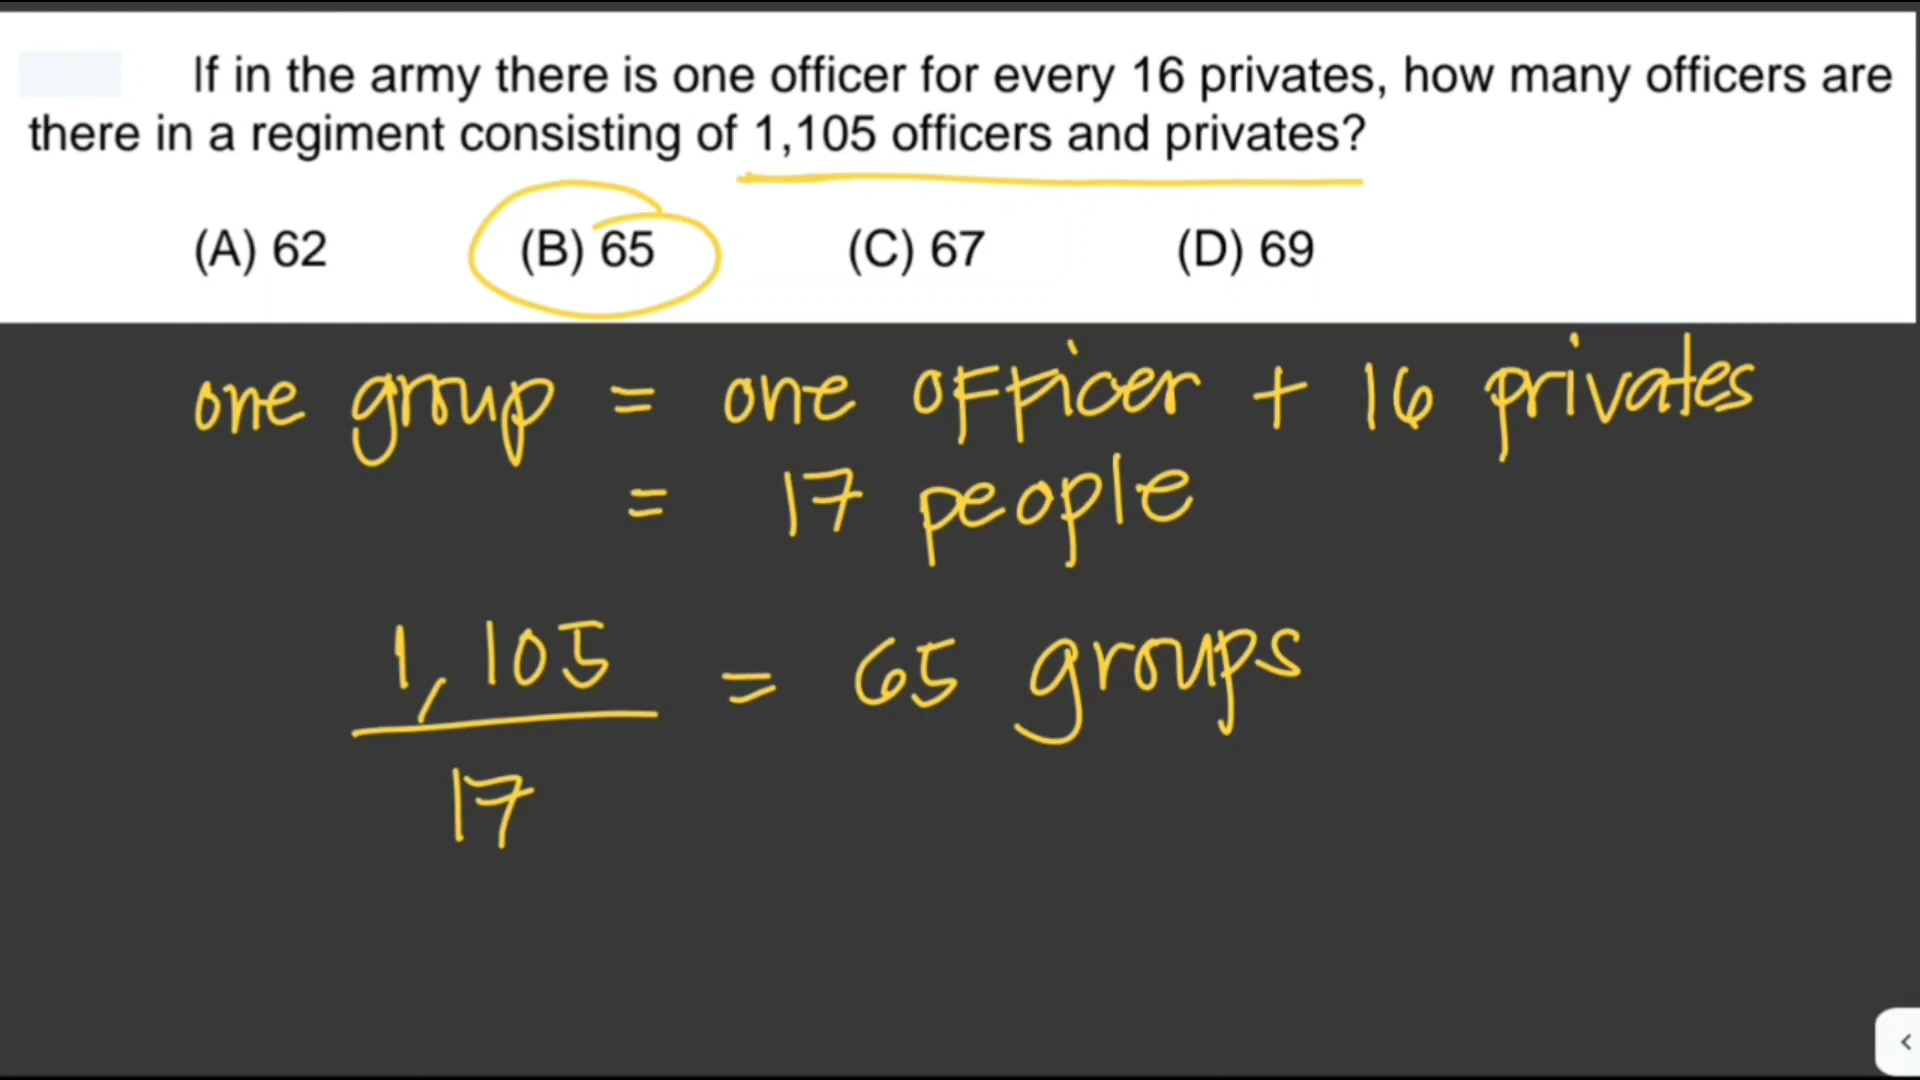 If in the army there is one officer for every 16 privates, how many officers are
there in a regiment consisting of 1,105 officers and privates?
(A) 62 (B) 65 (C) 67 (D) 69
one group = one officer + 16 privates
= 17 people
1,105
= 65 groups
17